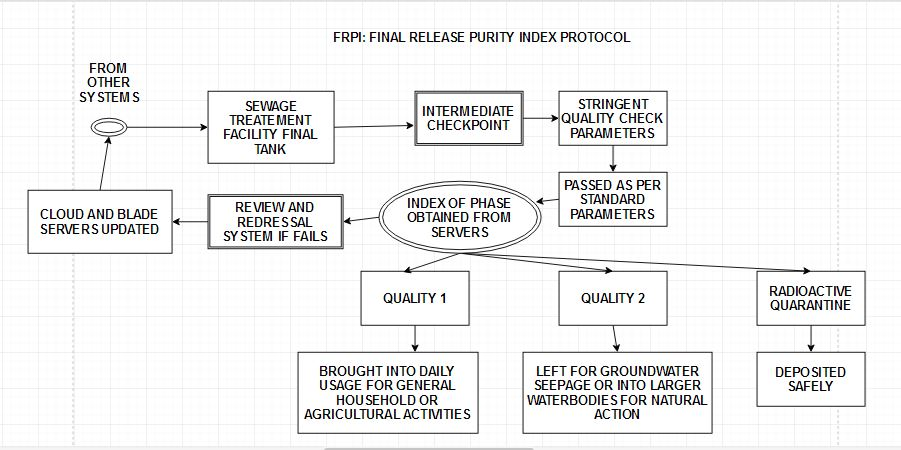 FRPI: FINAL RELEASE PURITY INDEX PROTOCOL
FROM
OTHER
SYSTEMS
SEWAGE
TREATEMENT
FACILITY FINAL
TANK
INTERMEDIATE
CHECKPOINT
STRINGENT
QUALITY CHECK
PARAMETERS
PASSED AS PER
STANDARD
PARAMETERS
INDEX OF PHASE
OBTAINED FROM
SERVERS
REVIEW AND
REDRESSAL
SYSTEM IF FAILS
CLOUD AND BLADE
SERVERS UPDATED
QUALITY 1
QUALITY 2
RADIOACTIVE
QUARANTINE
BROUGHT INTO DAILY
USAGE FOR GENERAL
HOUSEHOLD OR
AGRICULTURAL ACTIVITIES
LEFT FOR GROUNDWATER
SEEPAGE OR INTO LARGER
WATERBODIES FOR NATURAL
ACTION
DEPOSITED
SAFELY